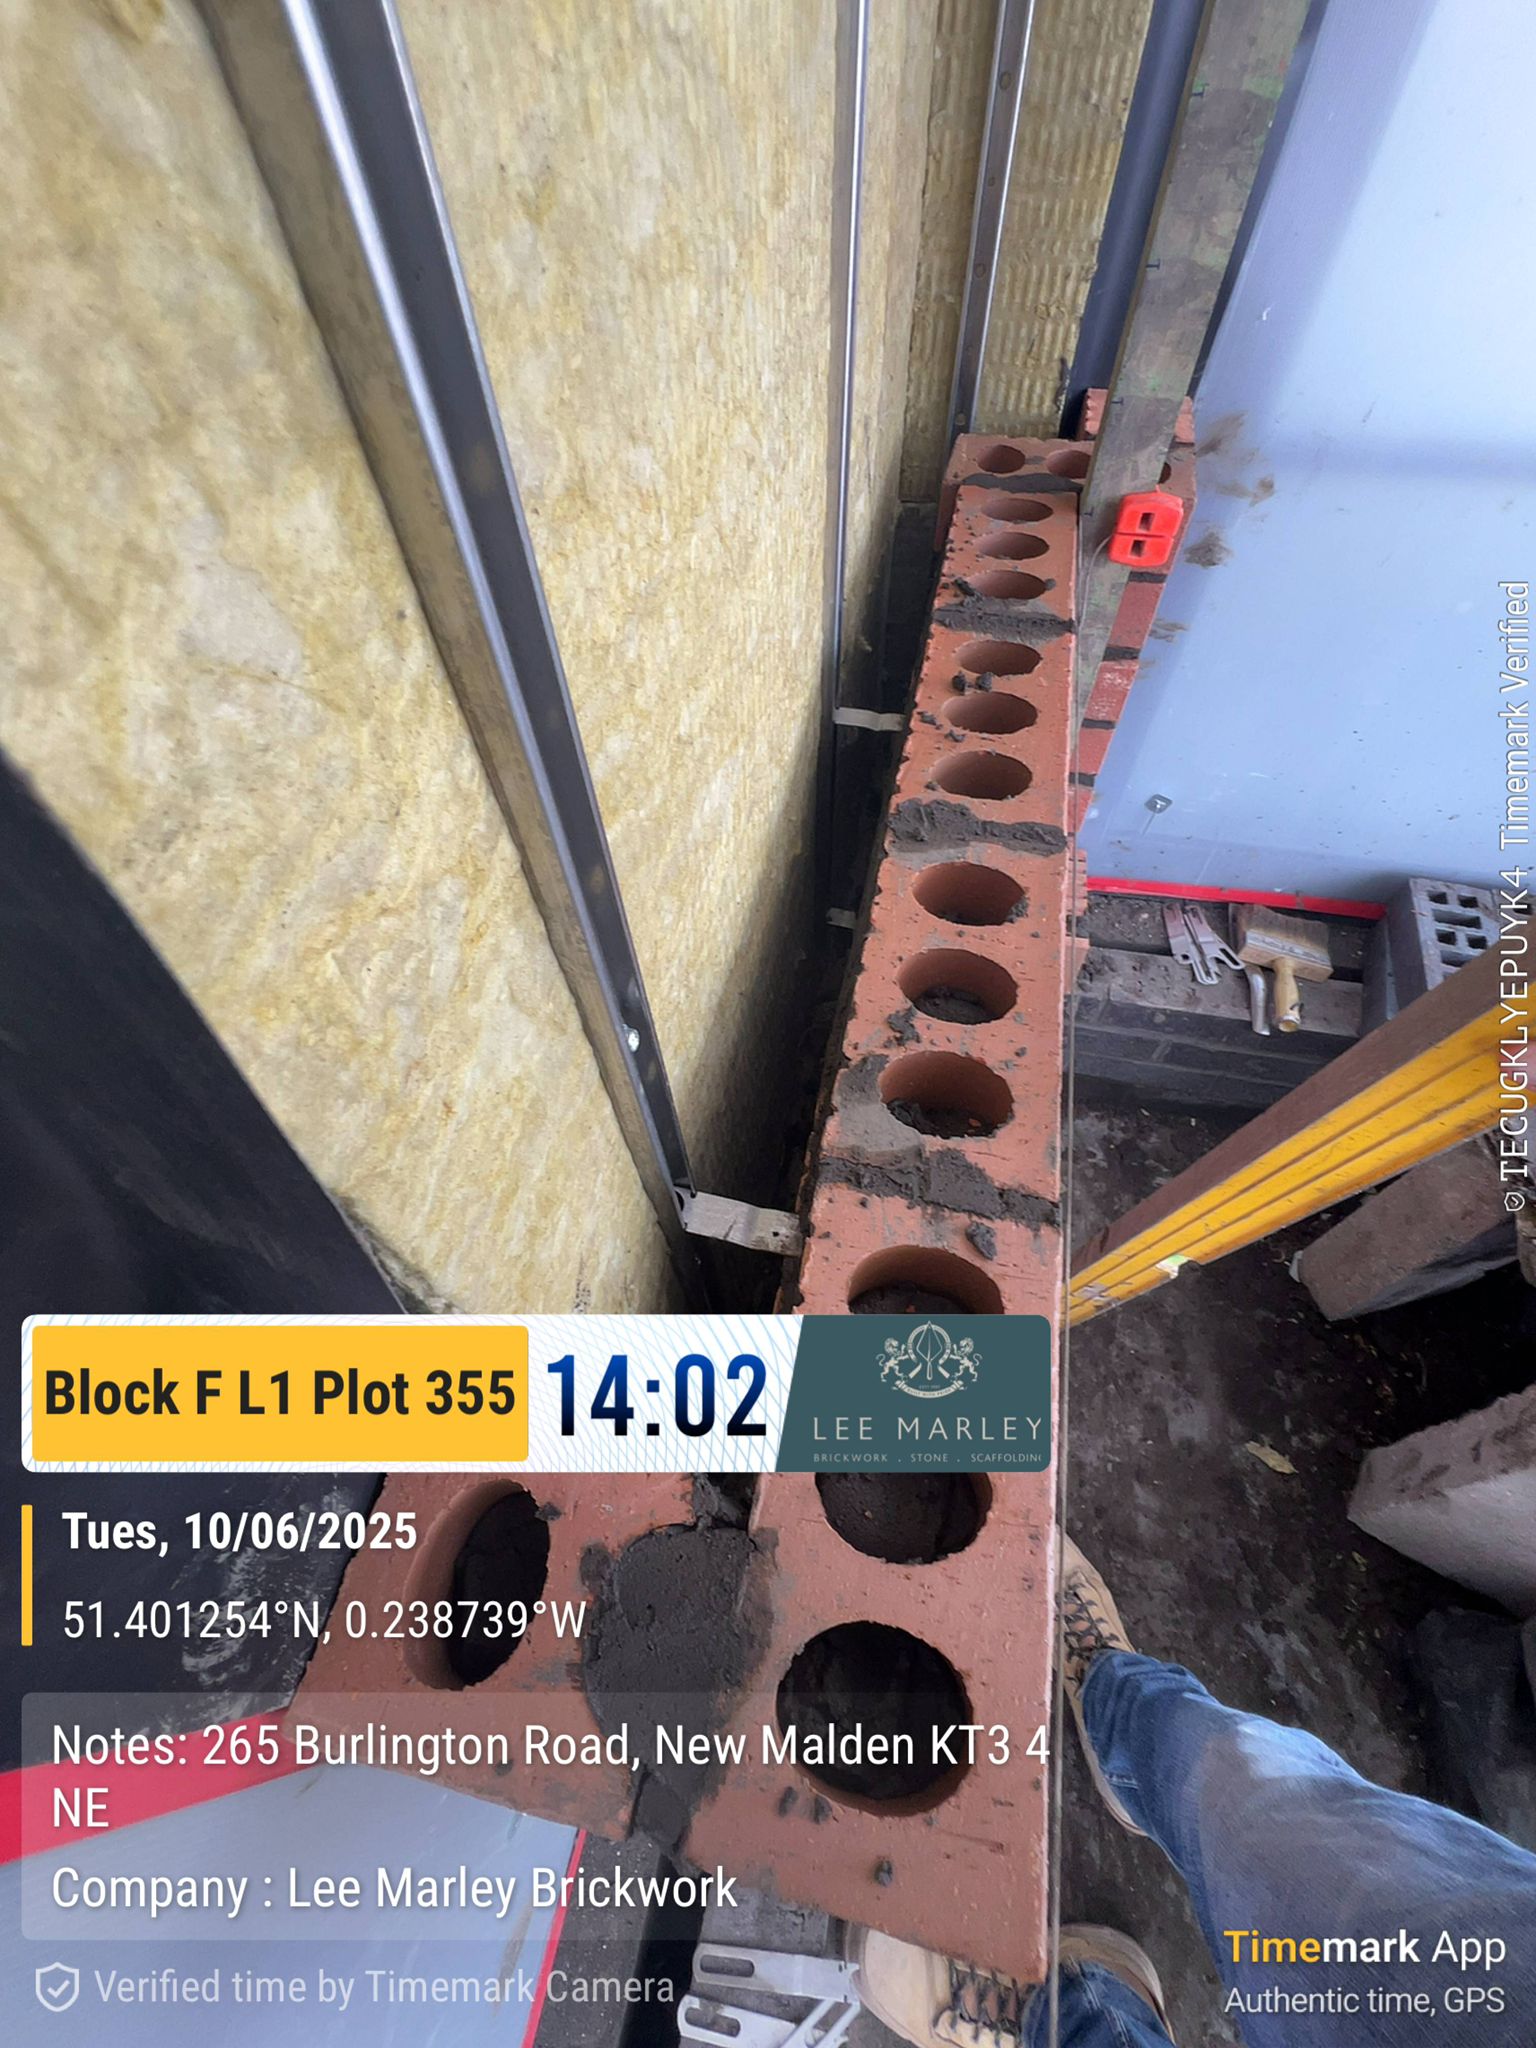 Block F L1 Plot 355
14:02
LEE MARLEY
BRICKWORK . STONE . SCAFFOLDING
Tues, 10/06/2025
51.401254°N, 0.238739°W
Notes: 265 Burlington Road, New Malden KT3 4
NE
Company : Lee Marley Brickwork
Verified time by Timemark Camera
Timemark App
Authentic time, GPS
TECUGKLYEPUYK4 Timemark Verified